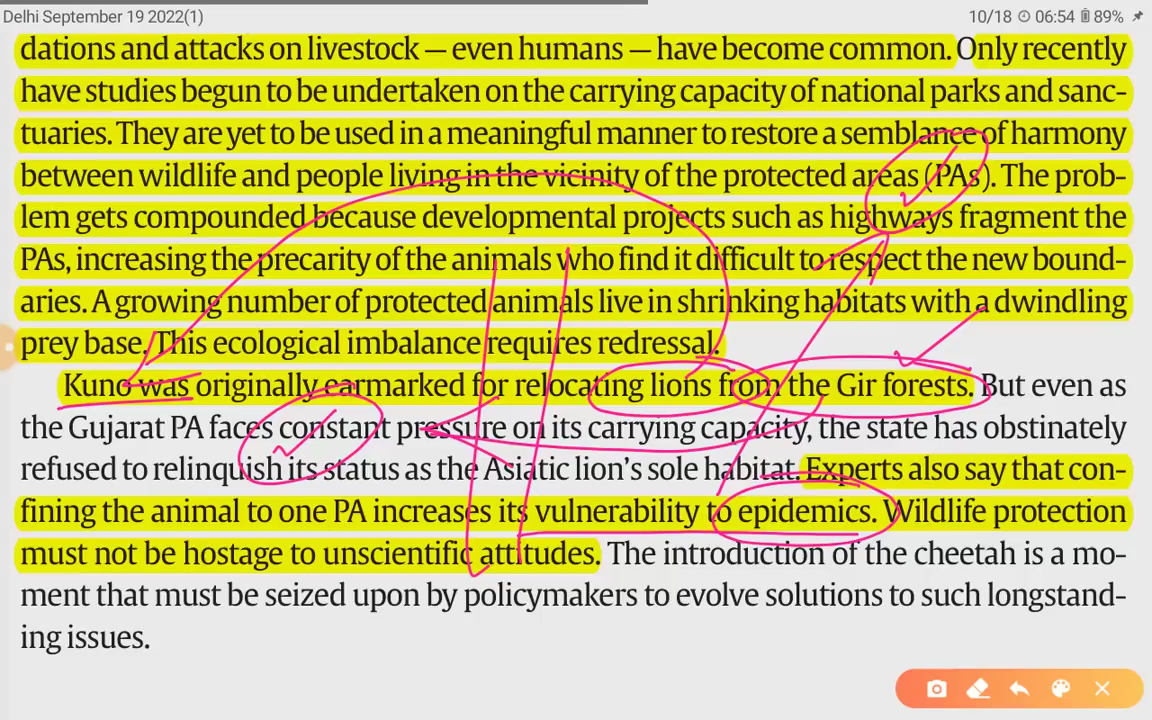 Delhi September 19 2022(1)
10/18 06:54 89%
dations and attacks on livestock — even humans — have become common. Only recently
have studies begun to be undertaken on the carrying capacity of national parks and sanc-
tuaries. They are yet to be used in a meaningful manner to restore a semblance of harmony
between wildlife and people living in the vicinity of the protected areas (PAs). The prob-
lem gets compounded because developmental projects such as highways fragment the
PAs, increasing the precarity of the animals who find it difficult to respect the new bound-
aries. A growing number of protected animals live in shrinking habitats with a dwindling
prey base. This ecological imbalance requires redressal.
Kuno was originally earmarked for relocating lions from the Gir forests. But even as
the Gujarat PA faces constant pressure on its carrying capacity, the state has obstinately
refused to relinquish its status as the Asiatic lion's sole habitat. Experts also say that con-
fining the animal to one PA increases its vulnerability to epidemics. Wildlife protection
must not be hostage to unscientific attitudes. The introduction of the cheetah is a mo-
ment that must be seized upon by policymakers to evolve solutions to such longstand-
ing issues.